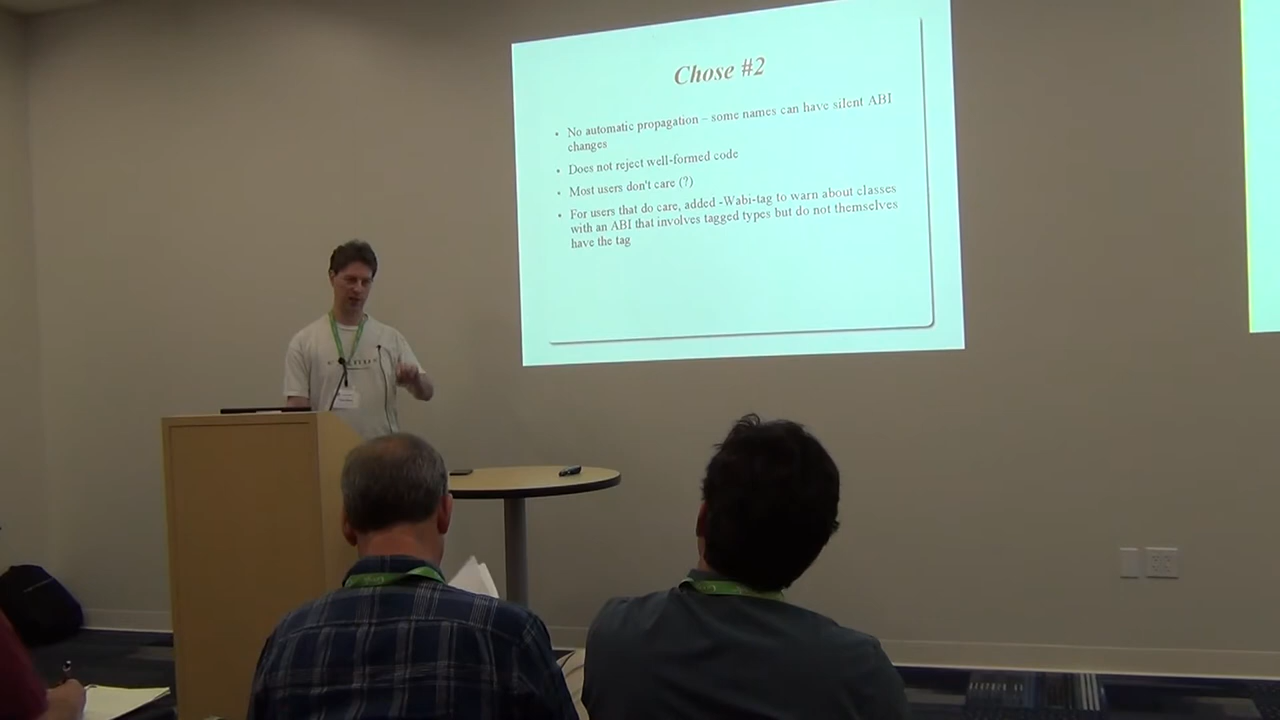 Chose #2
• No automatic propagation – some names can have silent ABI
changes
• Does not reject well-formed code
• Most users don't care (?)
• For users that do care, added -Wabi-tag to warn about classes
with an ABI that involves tagged types but do not themselves
have the tag